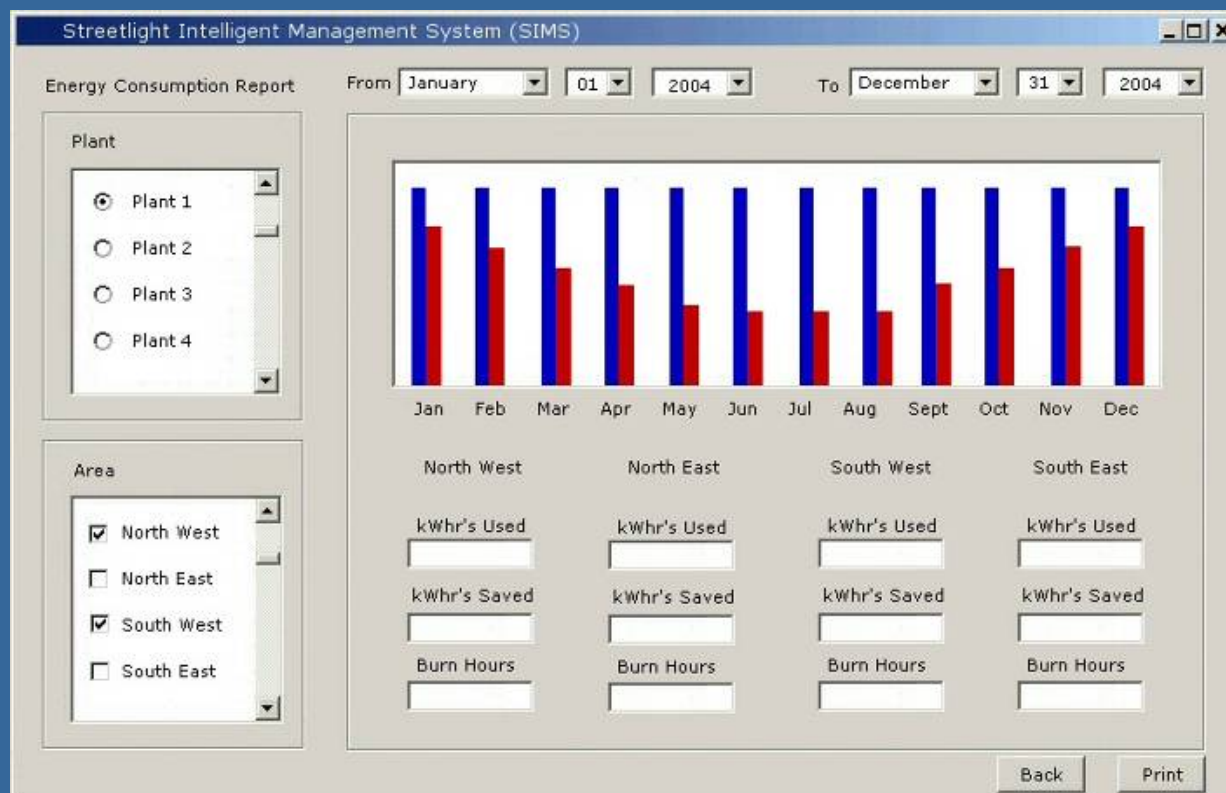 Streetlight Intelligent Management System (SIMS)
Energy Consumption Report
From January 01 2004 To December 31 2004
Plant
Plant 1
Plant 2
Plant 3
Plant 4
Area
North West
North East
South West
South East
Jan Feb Mar Apr May Jun Jul Aug Sept Oct Nov Dec
North West North East South West South East
kWhr's Used kWhr's Used kWhr's Used kWhr's Used
kWhr's Saved kWhr's Saved kWhr's Saved kWhr's Saved
Burn Hours Burn Hours Burn Hours Burn Hours
Back Print